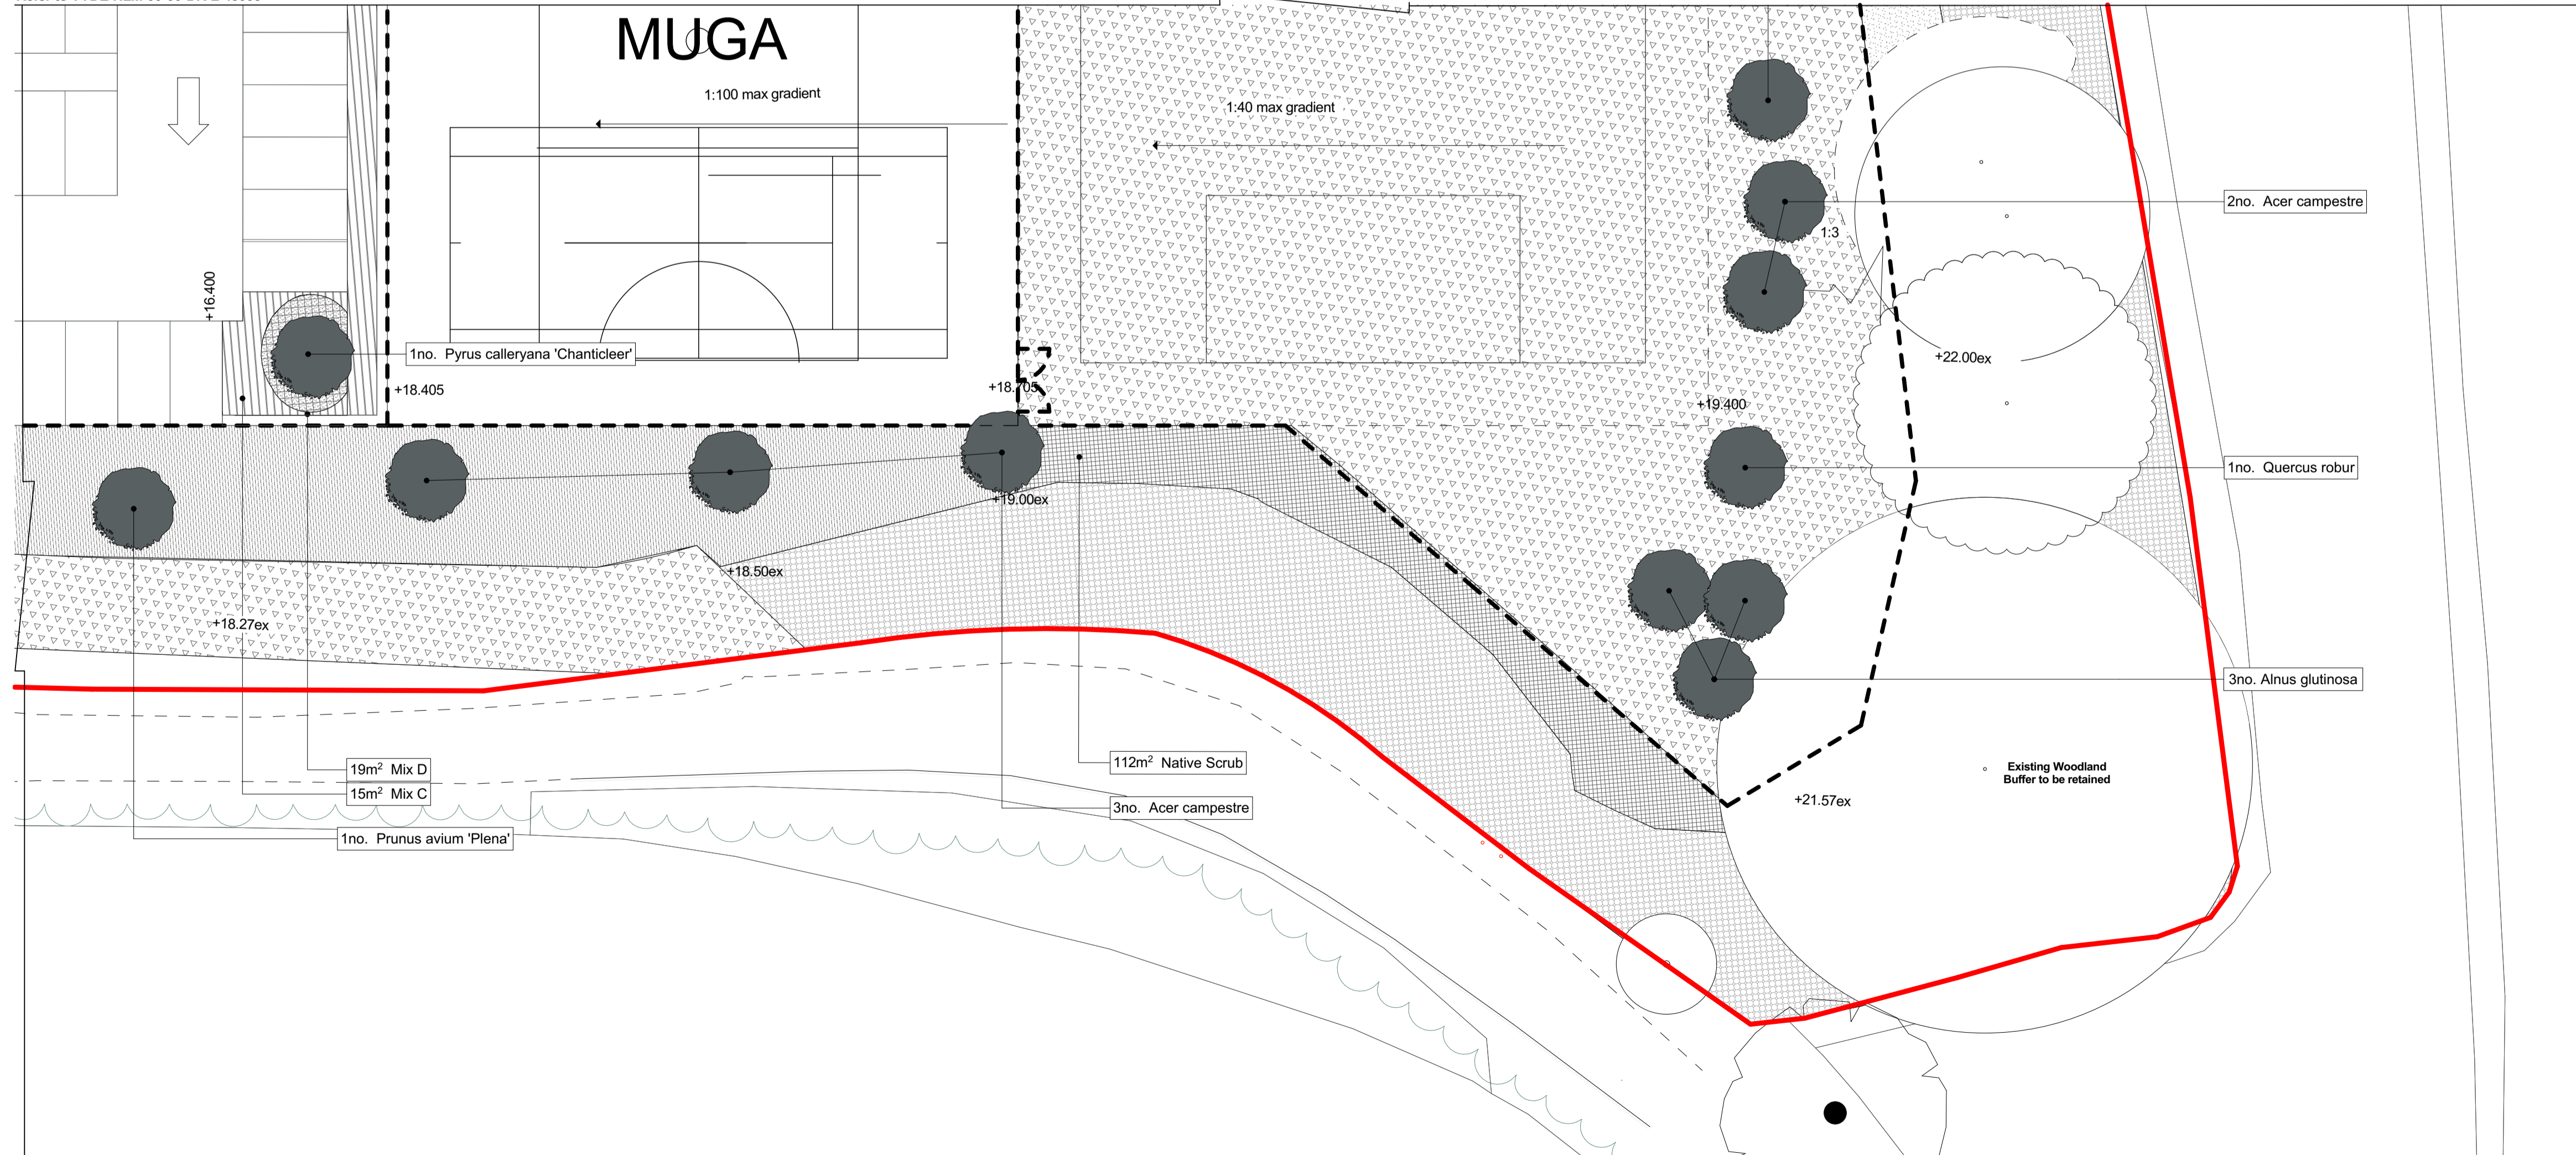 MUGA
1:100 max gradient
1:40 max gradient
2no. Acer campestre
1:3
+16.400
1no. Pyrus calleryana 'Chanticleer'
+22.00ex
+18.405
+18.705
+19.400
1no. Quercus robur
+19.00ex
+18.50ex
+18.27ex
3no. Alnus glutinosa
19m² Mix D
112m² Native Scrub
Existing Woodland
Buffer to be retained
15m² Mix C
+21.57ex
3no. Acer campestre
1no. Prunus avium 'Plena'